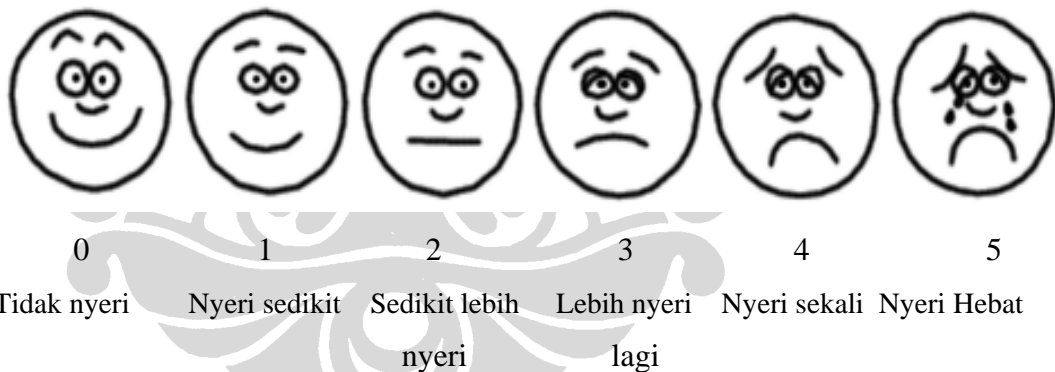 0 1 2 3 4 5
Tidak nyeri Nyeri sedikit Sedikit lebih Lebih nyeri Nyeri sekali Nyeri Hebat
nyeri lagi